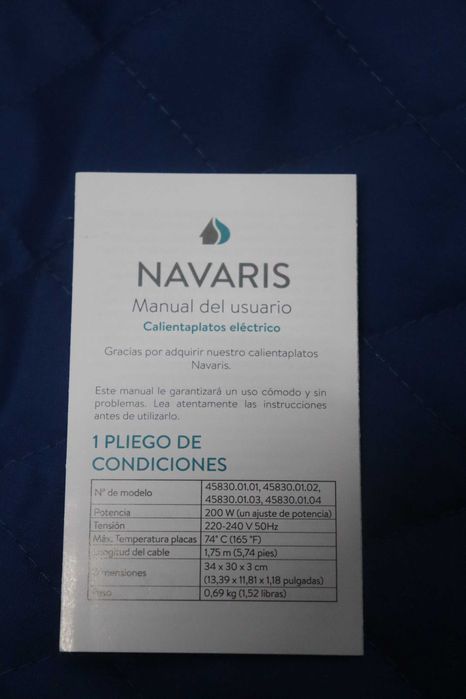 NAVARIS
Manual del usuario
Calientaplatos eléctrico
Gracias por adquirir nuestro calientaplatos
Navaris.
Este manual le garantizará un uso cómodo y sin
problemas. Lea atentamente las instrucciones
antes de utilizarlo.
1 PLIEGO DE
CONDICIONES
N° de modelo 45830.01.01, 45830.01.02,
45830.01.03, 45830.01.04
Potencia 200 W (un ajuste de potencia)
Tensión 220-240 V 50Hz
Máx. Temperatura placas 74° C (165 °F)
Longitud del cable 1,75 m (5,74 pies)
Dimensiones 34 x 30 x 3 cm
(13,39 x 11,81 x 1,18 pulgadas)
Peso 0,69 kg (1,52 libras)